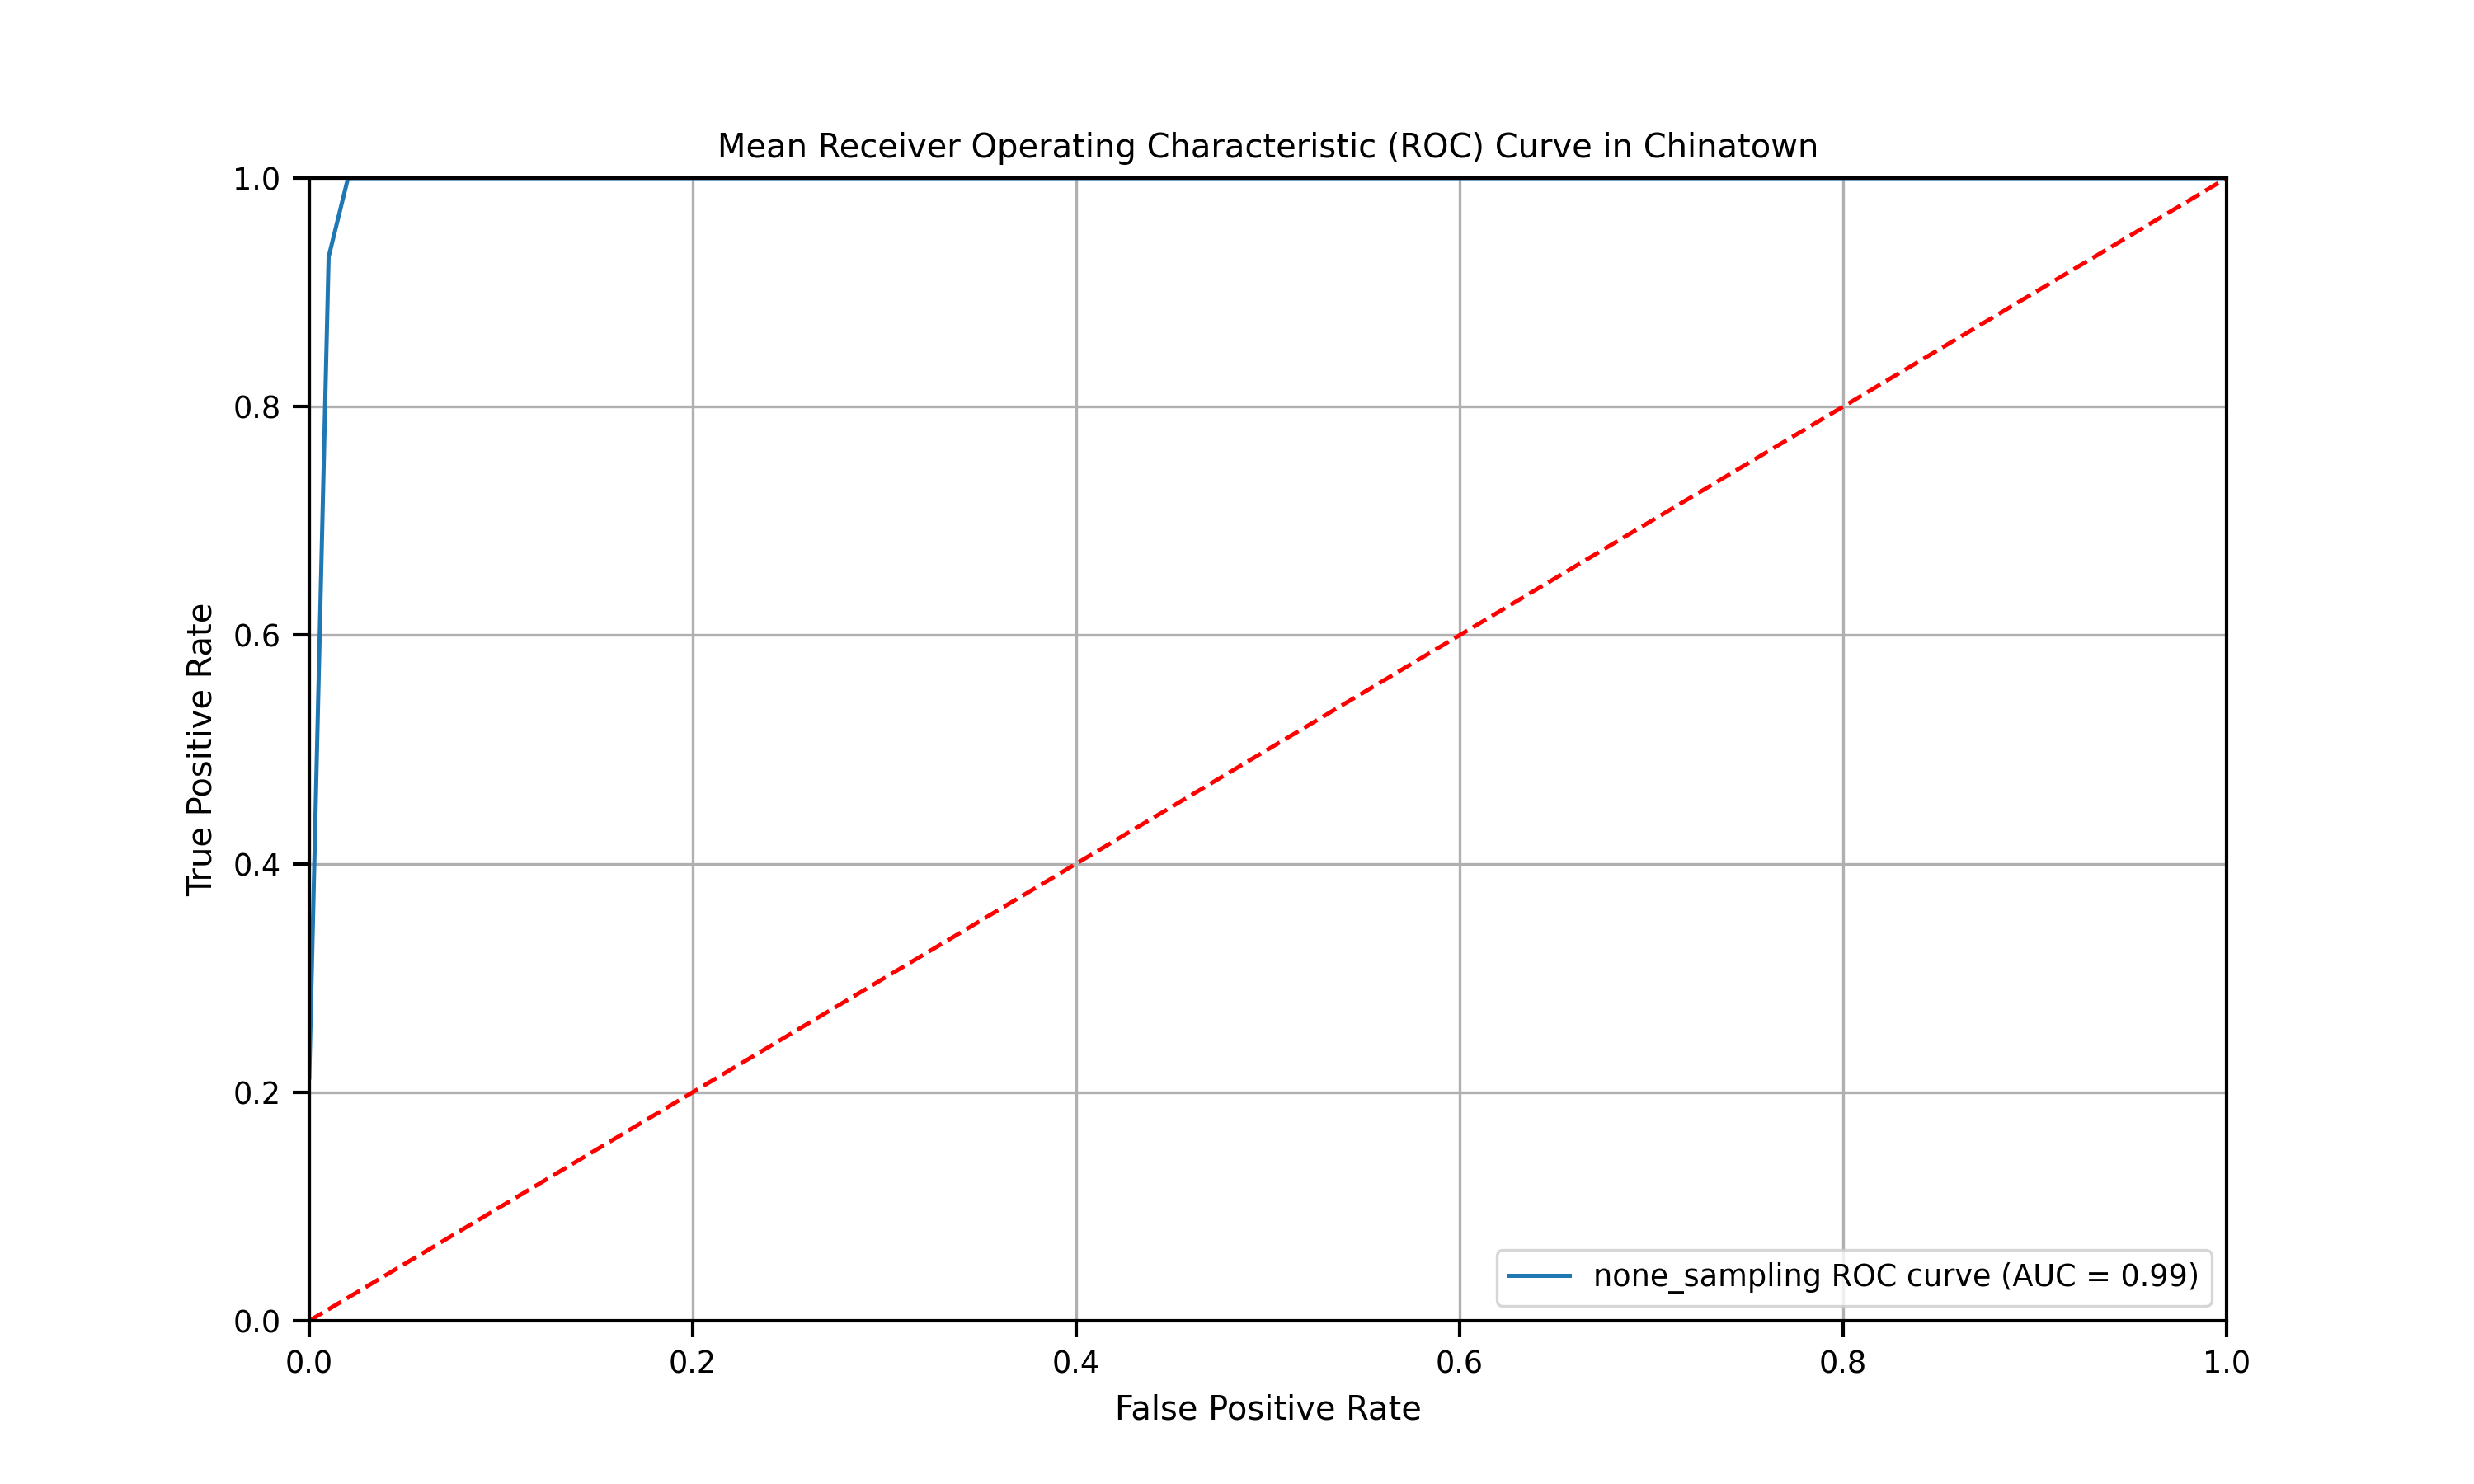 Mean Receiver Operating Characteristic (ROC) Curve in Chinatown
1.0
0.8
0.6
0.4
0.2
0.0
True Positive Rate
none_sampling ROC curve (AUC = 0.99)
0.0 0.2 0.4 0.6 0.8 1.0
False Positive Rate